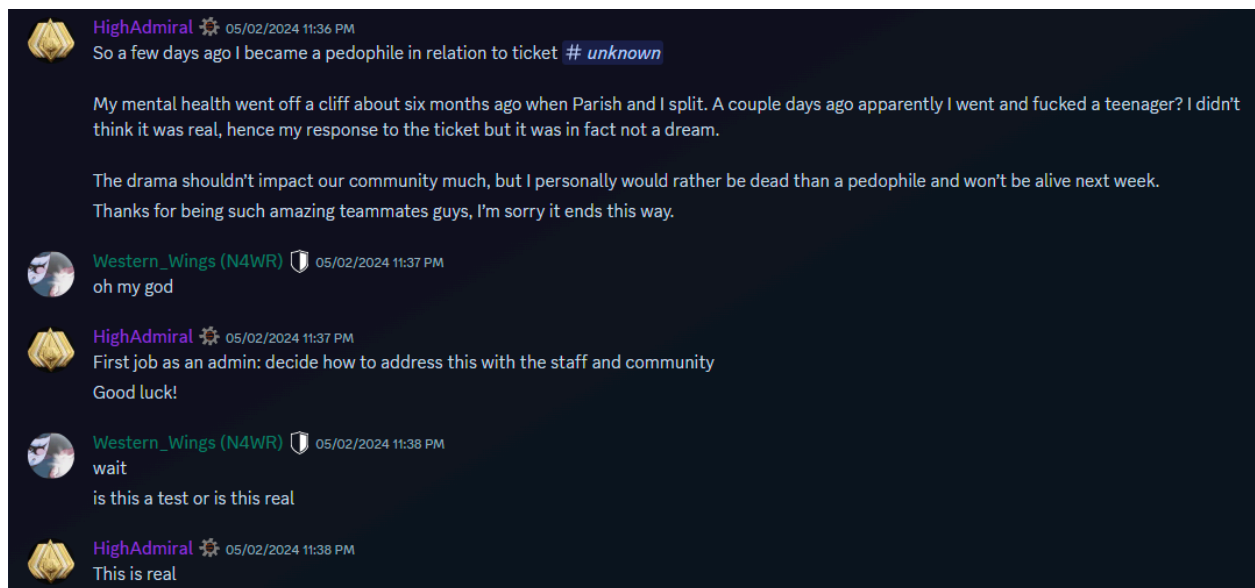 HighAdmiral 05/02/2024 11:36 PM
So a few days ago I became a pedophile in relation to ticket # unknown
My mental health went off a cliff about six months ago when Parish and I split. A couple days ago apparently I went and fucked a teenager? I didn't
think it was real, hence my response to the ticket but it was in fact not a dream.
The drama shouldn't impact our community much, but I personally would rather be dead than a pedophile and won't be alive next week.
Thanks for being such amazing teammates guys, I'm sorry it ends this way.
Western_Wings (N4WR) 05/02/2024 11:37 PM
oh my god
HighAdmiral 05/02/2024 11:37 PM
First job as an admin: decide how to address this with the staff and community
Good luck!
Western_Wings (N4WR) 05/02/2024 11:38 PM
wait
is this a test or is this real
HighAdmiral 05/02/2024 11:38 PM
This is real